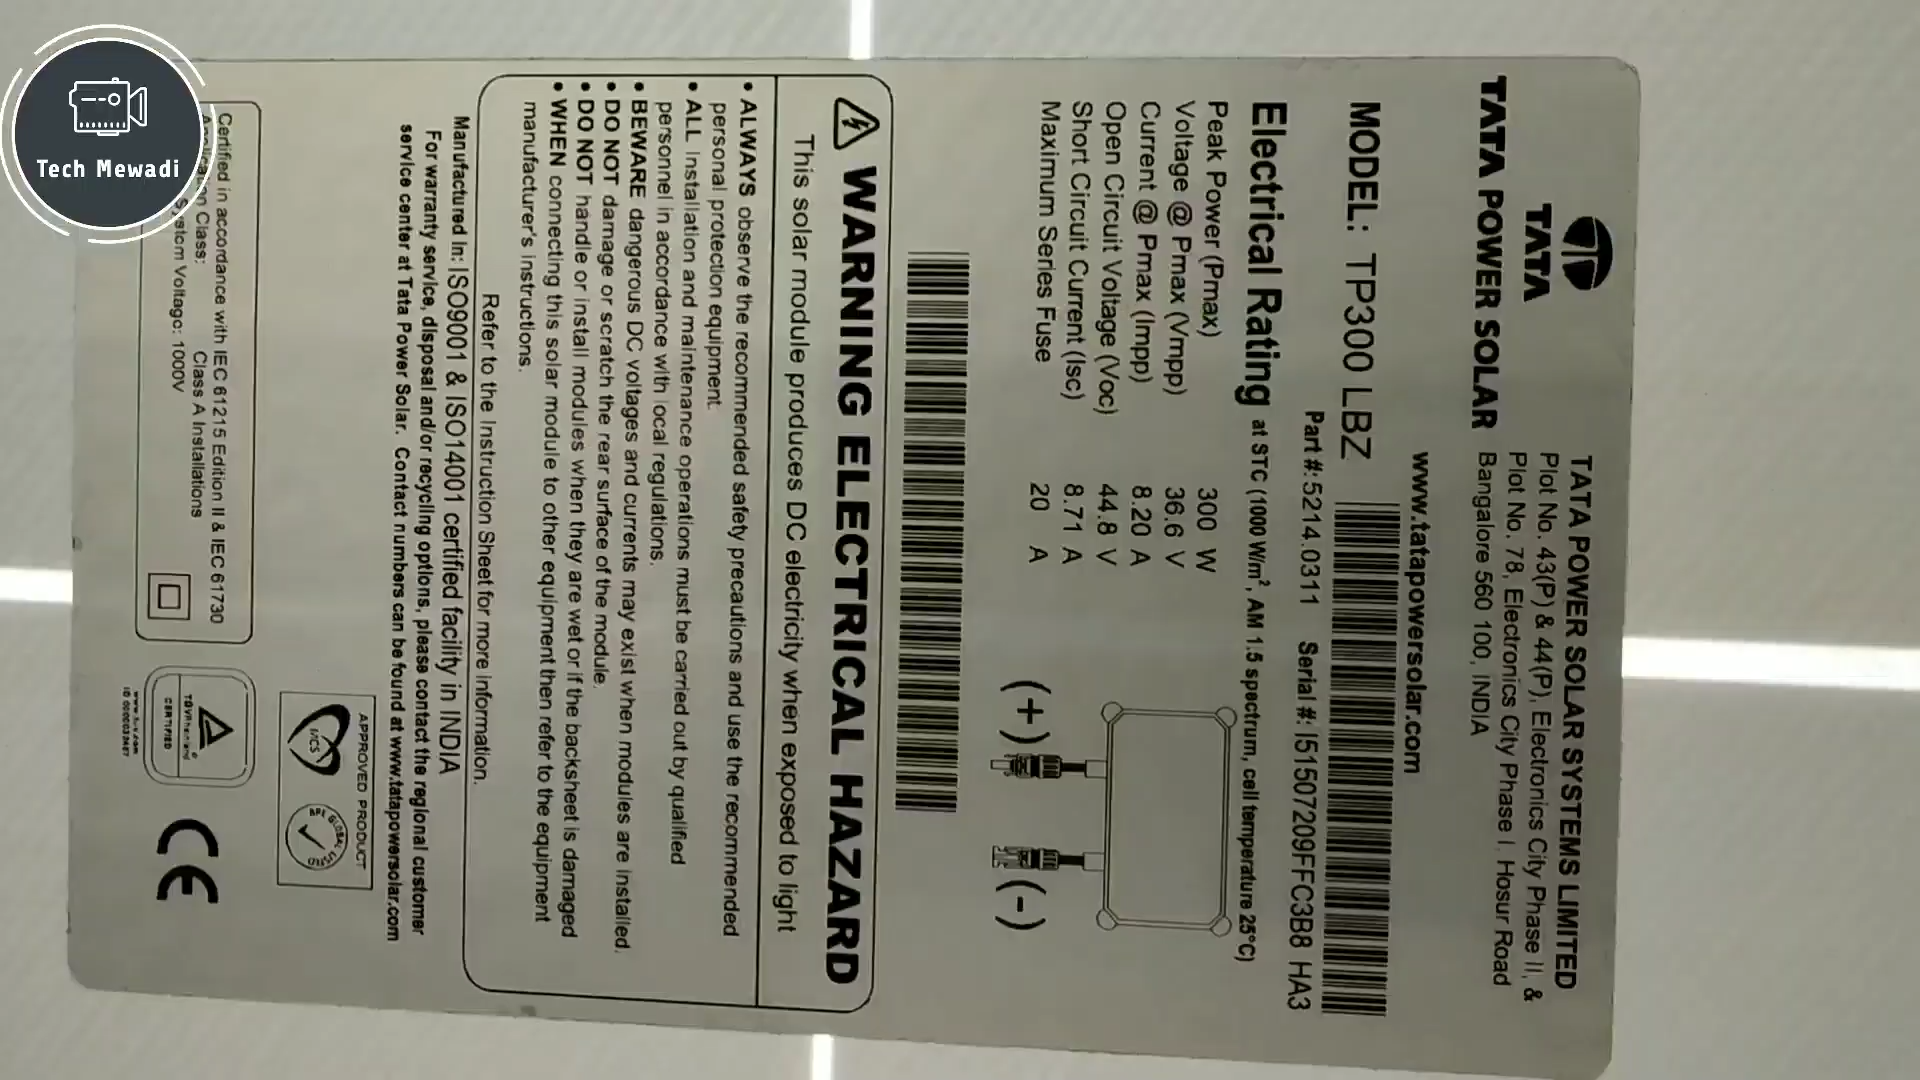 Tech Mewadi
TATA
TATA POWER SOLAR
TATA POWER SOLAR SYSTEMS LIMITED
Plot No. 43(P) & 44(P), Electronics City Phase II, &
Plot No. 78, Electronics City Phase I, Hosur Road
Bangalore 560 100, INDIA
www.tatapowersolar.com
MODEL: TP300 LBZ
Part #:5214.0311 Serial #: I51507209FFC3B8 HA3
Electrical Rating at STC (1000 W/m², AM 1.5 spectrum, cell temperature 25°C)
Peak Power (Pmax) 300 W
Voltage @ Pmax (Vmpp) 36.6 V
Current @ Pmax (Impp) 8.20 A
Open Circuit Voltage (Voc) 44.8 V
Short Circuit Current (Isc) 8.71 A
Maximum Series Fuse 20 A
(+) (-)
WARNING ELECTRICAL HAZARD
This solar module produces DC electricity when exposed to light
• ALWAYS observe the recommended safety precautions and use the recommended
personal protection equipment.
• ALL Installation and maintenance operations must be carried out by qualified
personnel in accordance with local regulations.
• BEWARE dangerous DC voltages and currents may exist when modules are installed.
• DO NOT damage or scratch the rear surface of the module.
• DO NOT handle or install modules when they are wet or if the backsheet is damaged
• WHEN connecting this solar module to other equipment then refer to the equipment
manufacturer's instructions.
Refer to the Instruction Sheet for more information.
Manufactured In: ISO9001 & ISO14001 certified facility in INDIA
For warranty service, disposal and/or recycling options, please contact the regional customer
service center at Tata Power Solar. Contact numbers can be found at www.tatapowersolar.com
Certified in accordance with IEC 61215 Edition II & IEC 61730
Class: Class A Installations
System Voltage: 1000V
APPROVED PRODUCT
MCS
TÜVRheinland
CERTIFIED
CE